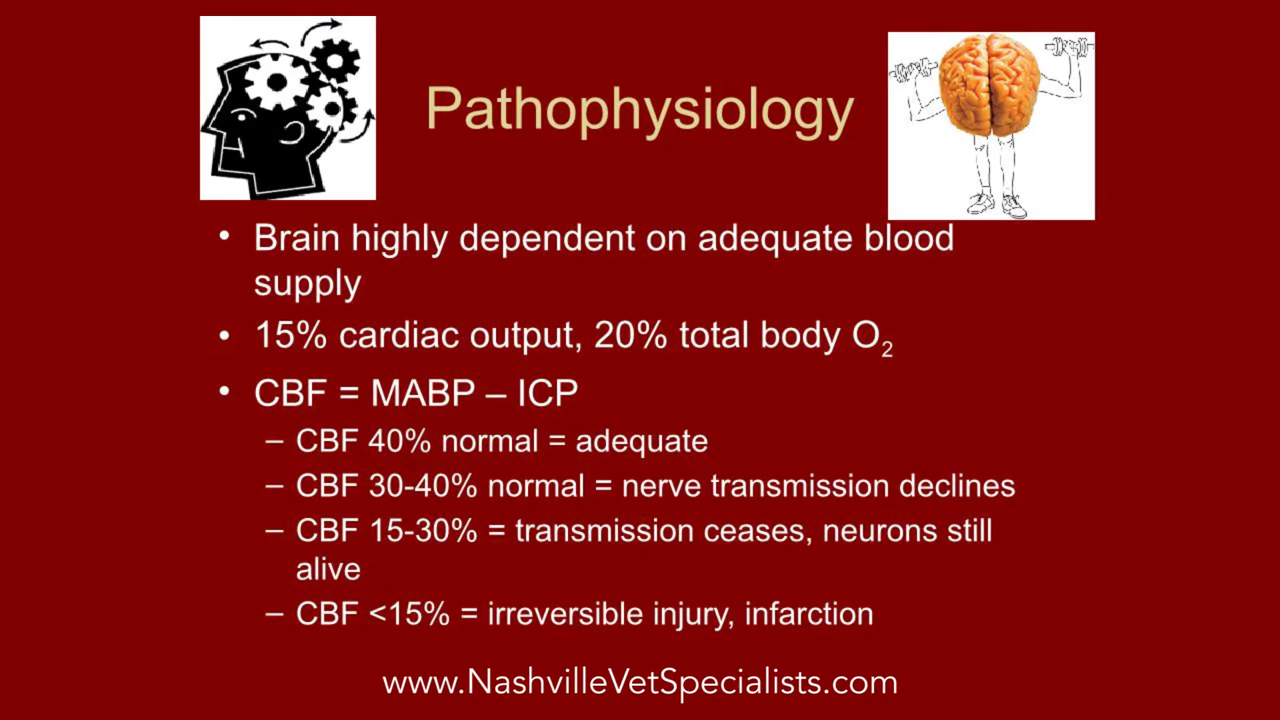 Pathophysiology
• Brain highly dependent on adequate blood
supply
• 15% cardiac output, 20% total body O₂
• CBF = MABP – ICP
– CBF 40% normal = adequate
– CBF 30-40% normal = nerve transmission declines
– CBF 15-30% = transmission ceases, neurons still
alive
– CBF <15% = irreversible injury, infarction
www.NashvilleVetSpecialists.com